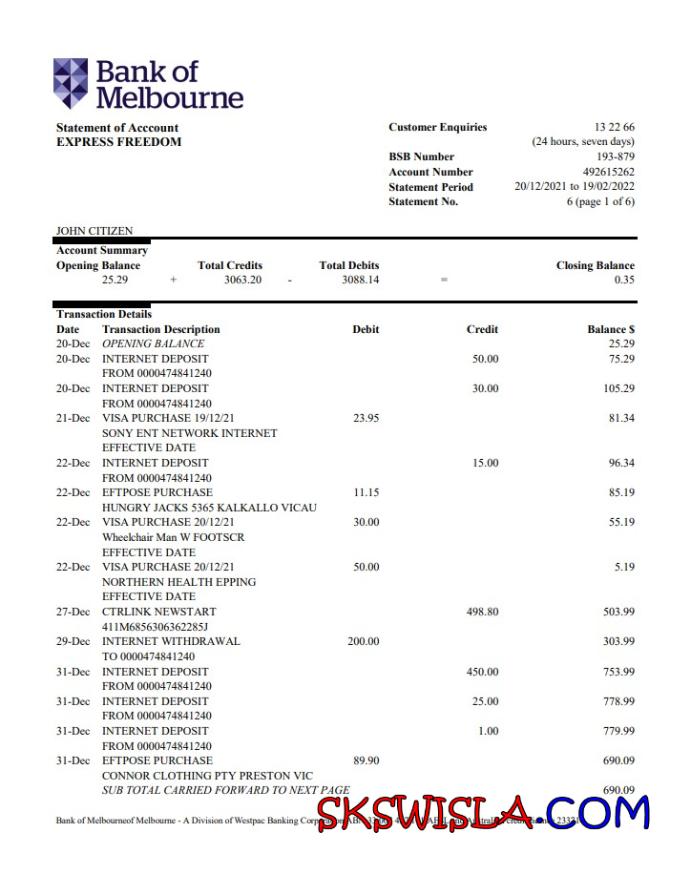 Bank of
Melbourne
Statement of Acccount
EXPRESS FREEDOM
Customer Enquiries 13 22 66
(24 hours, seven days)
BSB Number 193-879
Account Number 492615262
Statement Period 20/12/2021 to 19/02/2022
Statement No. 6 (page 1 of 6)
JOHN CITIZEN
Account Summary
Opening Balance Total Credits Total Debits Closing Balance
25.29 + 3063.20 - 3088.14 = 0.35
Transaction Details
Date Transaction Description Debit Credit Balance $
20-Dec OPENING BALANCE 25.29
20-Dec INTERNET DEPOSIT 50.00 75.29
FROM 0000474841240
20-Dec INTERNET DEPOSIT 30.00 105.29
FROM 0000474841240
21-Dec VISA PURCHASE 19/12/21 23.95 81.34
SONY ENT NETWORK INTERNET
EFFECTIVE DATE
22-Dec INTERNET DEPOSIT 15.00 96.34
FROM 0000474841240
22-Dec EFTPOSE PURCHASE 11.15 85.19
HUNGRY JACKS 5365 KALKALLO VICAU
22-Dec VISA PURCHASE 20/12/21 30.00 55.19
Wheelchair Man W FOOTSCR
EFFECTIVE DATE
22-Dec VISA PURCHASE 20/12/21 50.00 5.19
NORTHERN HEALTH EPPING
EFFECTIVE DATE
27-Dec CTRLINK NEWSTART 498.80 503.99
411M6856306362285J
29-Dec INTERNET WITHDRAWAL 200.00 303.99
TO 0000474841240
31-Dec INTERNET DEPOSIT 450.00 753.99
FROM 0000474841240
31-Dec INTERNET DEPOSIT 25.00 778.99
FROM 0000474841240
31-Dec INTERNET DEPOSIT 1.00 779.99
FROM 0000474841240
31-Dec EFTPOSE PURCHASE 89.90 690.09
CONNOR CLOTHING PTY PRESTON VIC
SUB TOTAL CARRIED FORWARD TO NEXT PAGE 690.09
SKSWISLA.COM
Bank of Melbourneof Melbourne - A Division of Westpac Banking